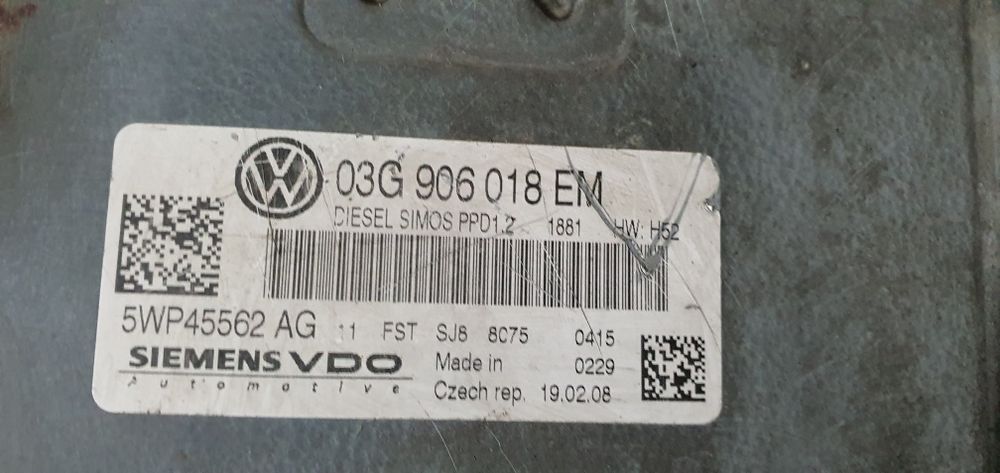 03G 906 018 EM
DIESEL SIMOS PPD1.2 1881 HW: H52
5WP45562 AG 11 FST SJ8 8C75 0415
SIEMENS VDO Made in 0229
Automotive Czech rep. 19.02.08